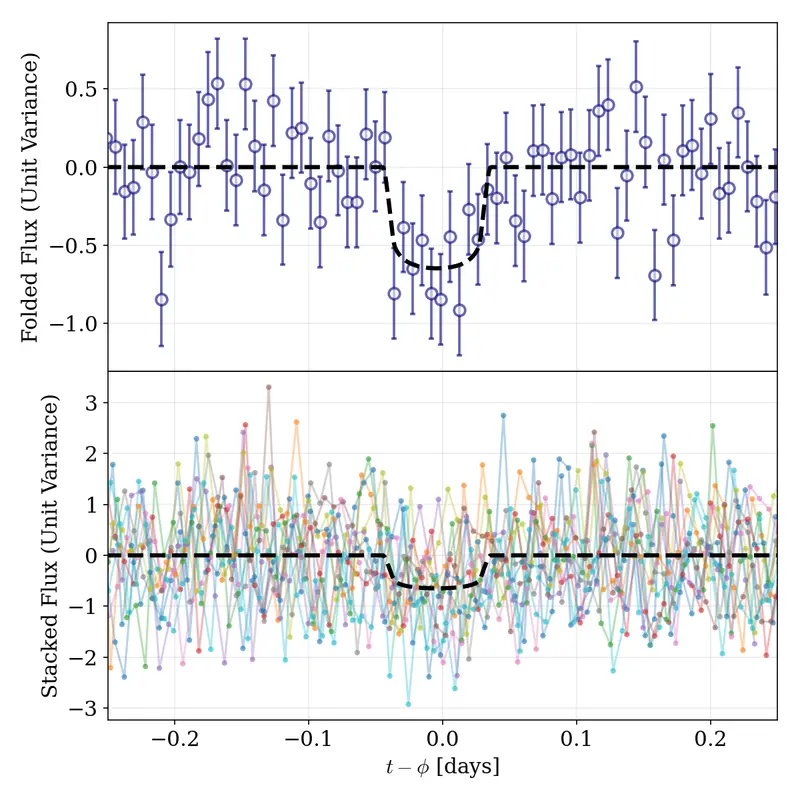 Folded Flux (Unit Variance)
0.5
0.0
−0.5
−1.0
Stacked Flux (Unit Variance)
3
2
1
0
−1
−2
−3
−0.2 −0.1 0.0 0.1 0.2
t − ϕ [days]